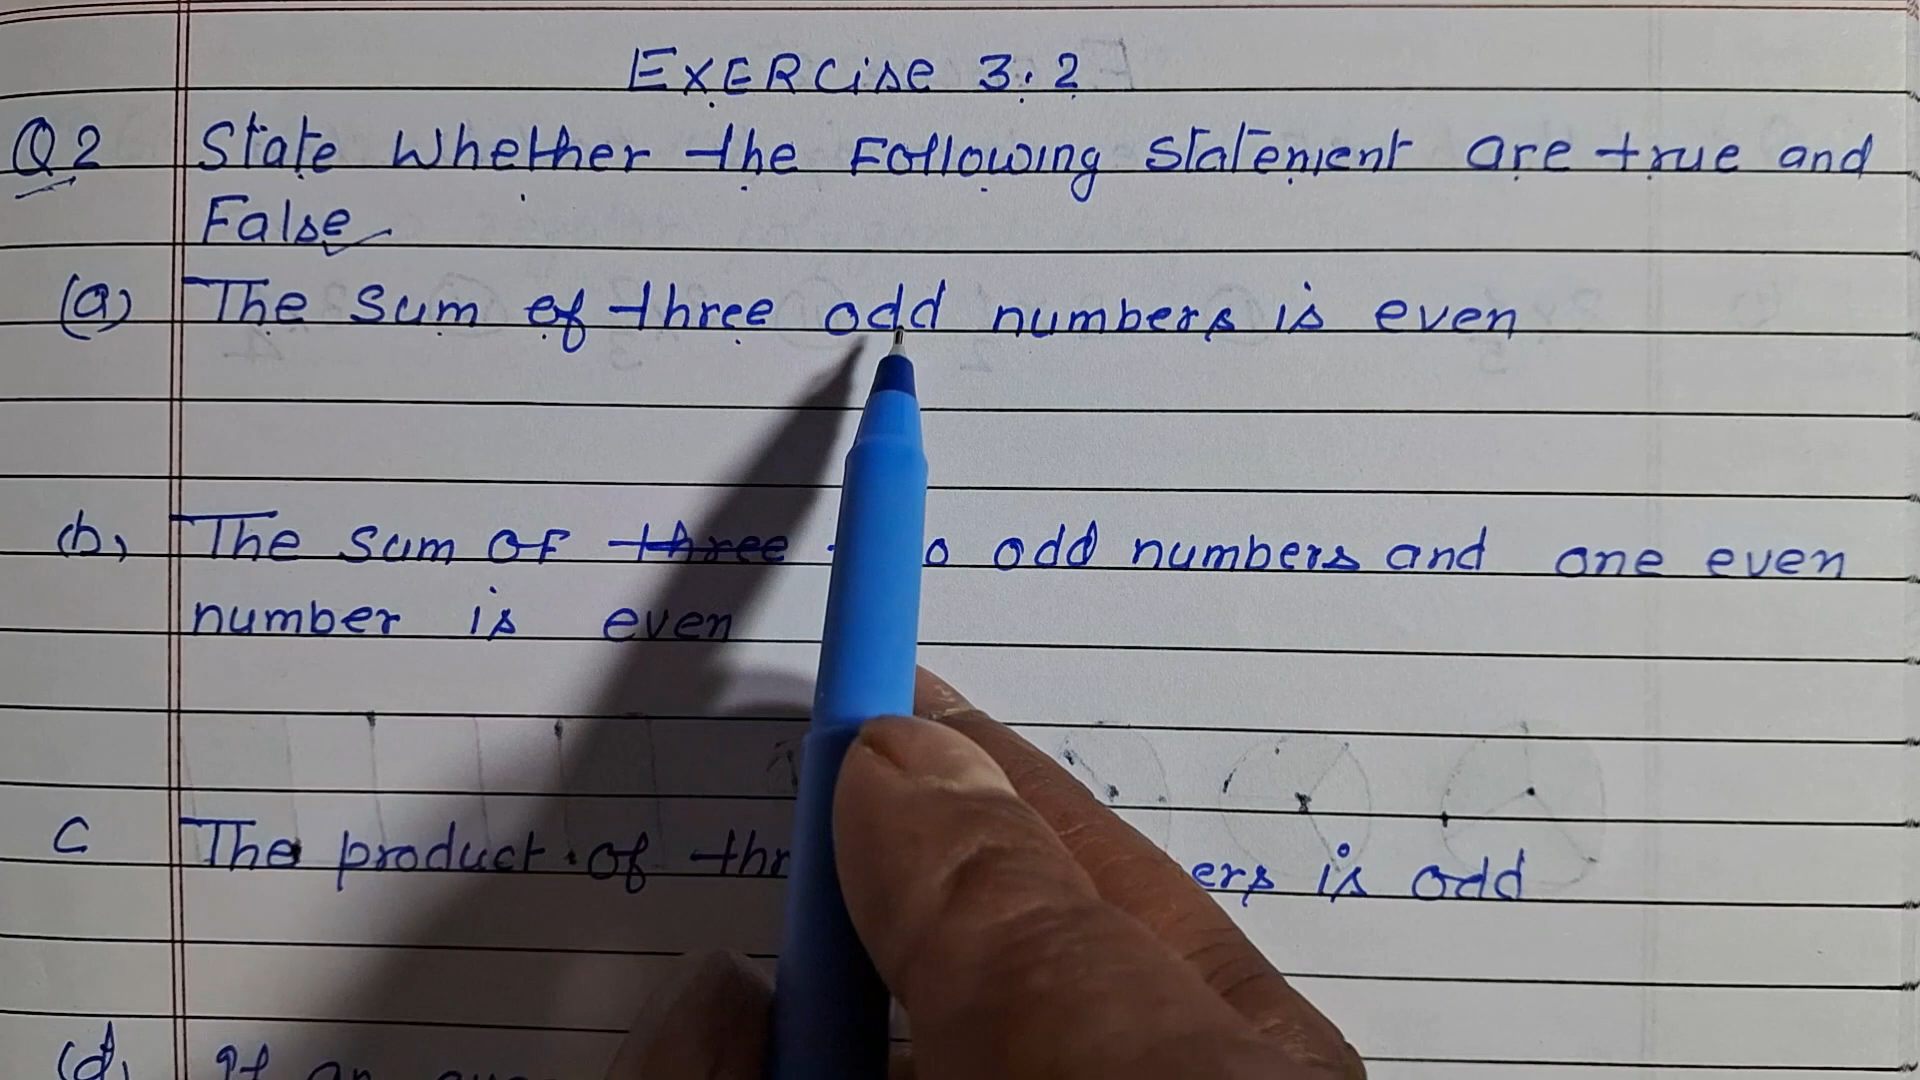 EXERCise 3.2
Q2 State Whether the Following Statement are true and
False
(a) The Sum of three odd numbers is even
(b) The Sum OF three odd numbers and one even
number is even
C The product of is odd
(d) If an